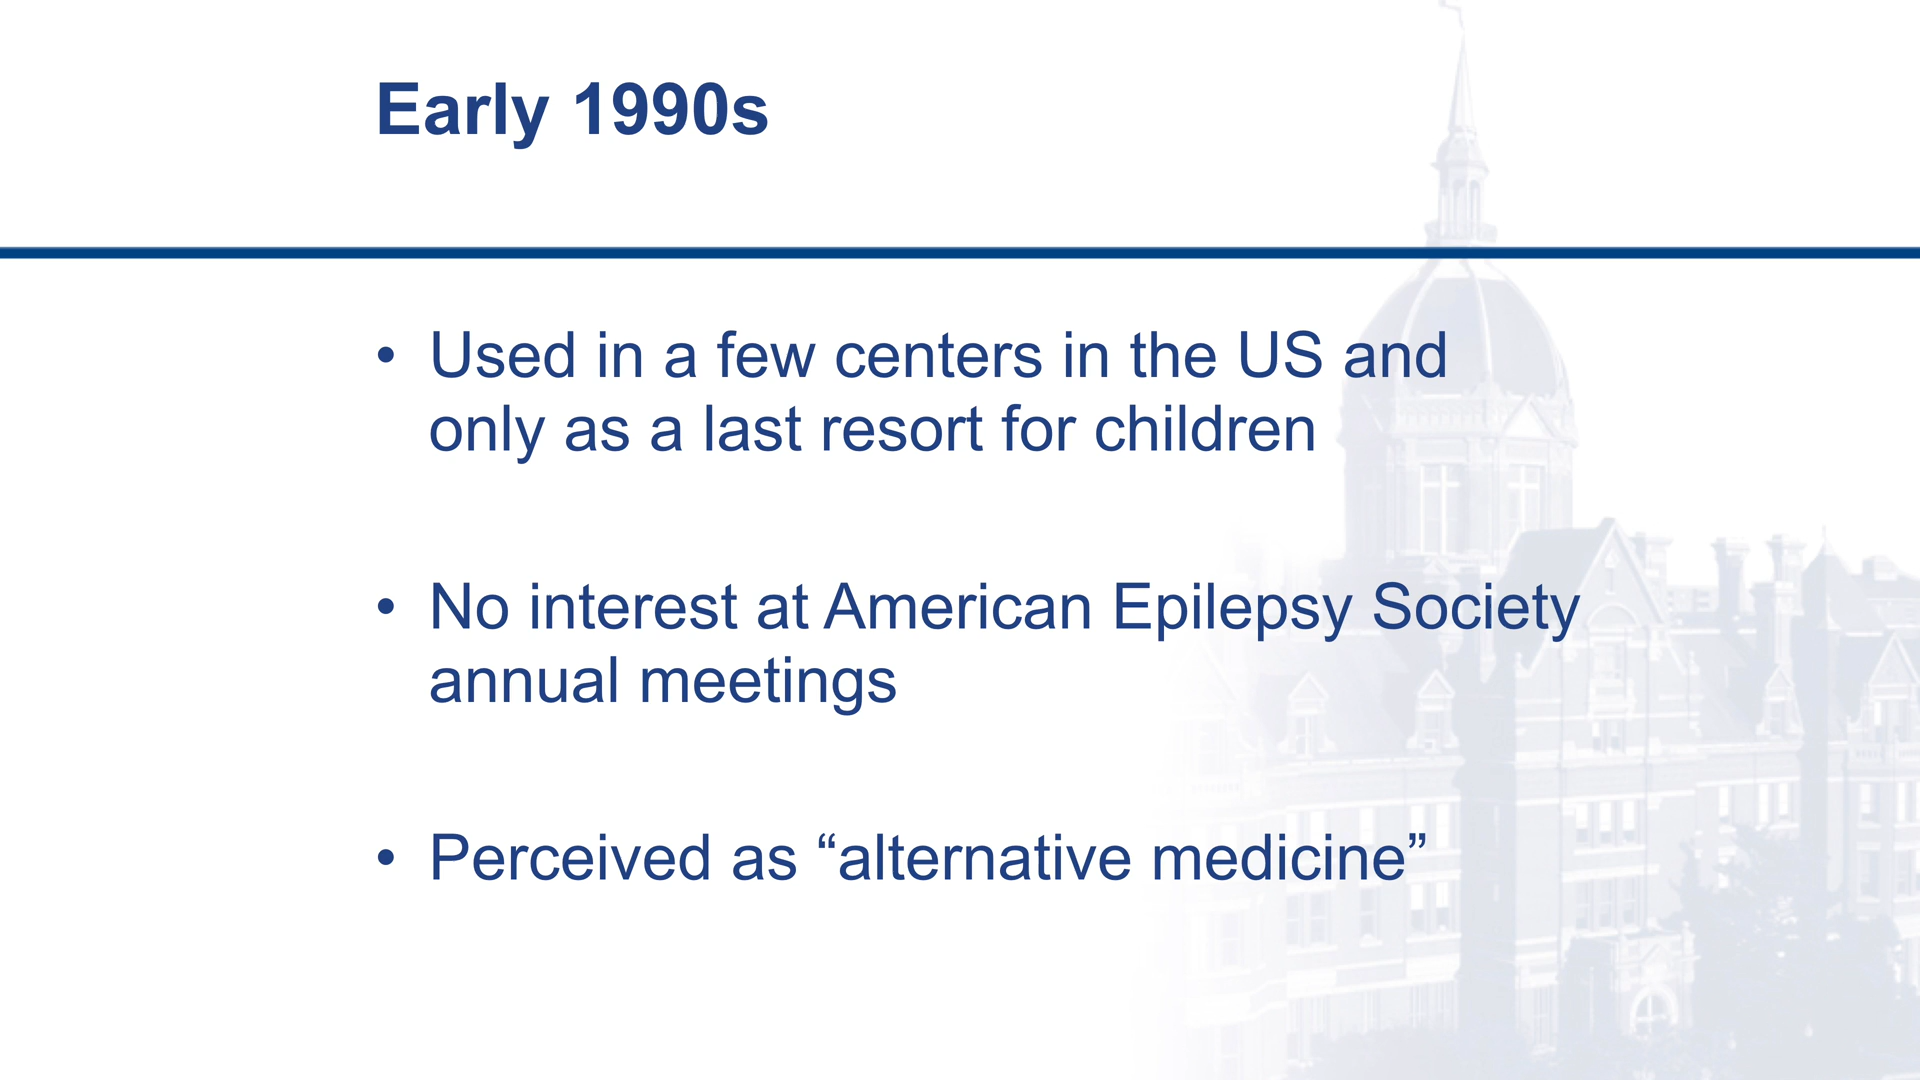 Early 1990s
• Used in a few centers in the US and
only as a last resort for children
• No interest at American Epilepsy Society
annual meetings
• Perceived as “alternative medicine”